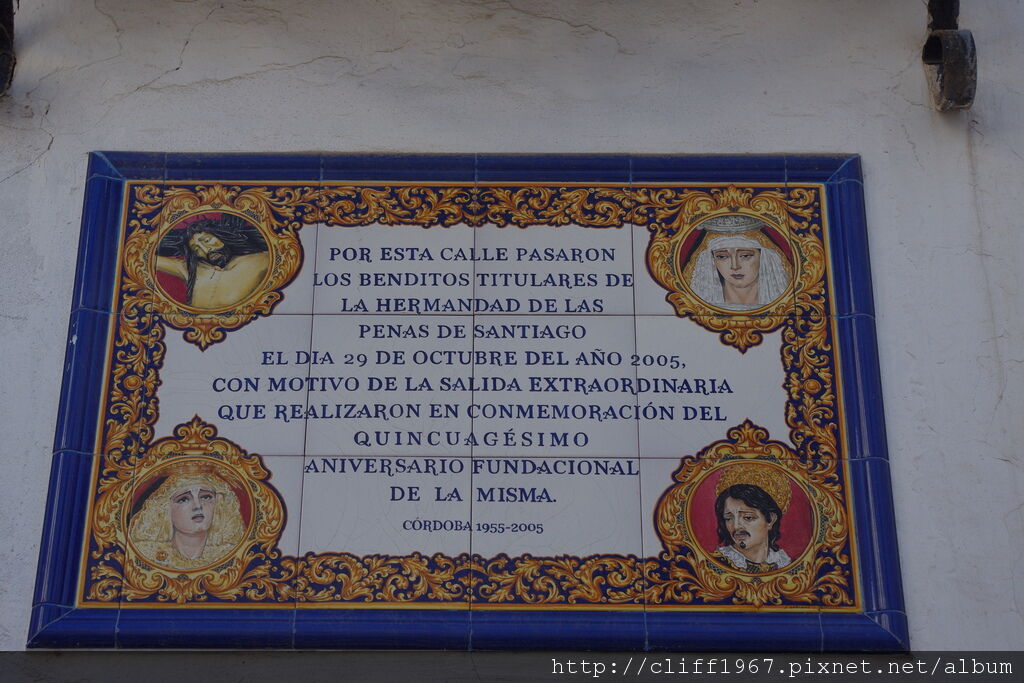 POR ESTA CALLE PASARON
LOS BENDITOS TITULARES DE
LA HERMANDAD DE LAS
PENAS DE SANTIAGO
EL DIA 29 DE OCTUBRE DEL AÑO 2005,
CON MOTIVO DE LA SALIDA EXTRAORDINARIA
QUE REALIZARON EN CONMEMORACIÓN DEL
QUINCUAGÉSIMO
ANIVERSARIO FUNDACIONAL
DE LA MISMA.
CÓRDOBA 1955-2005
http://cliff1967.pixnet.net/album